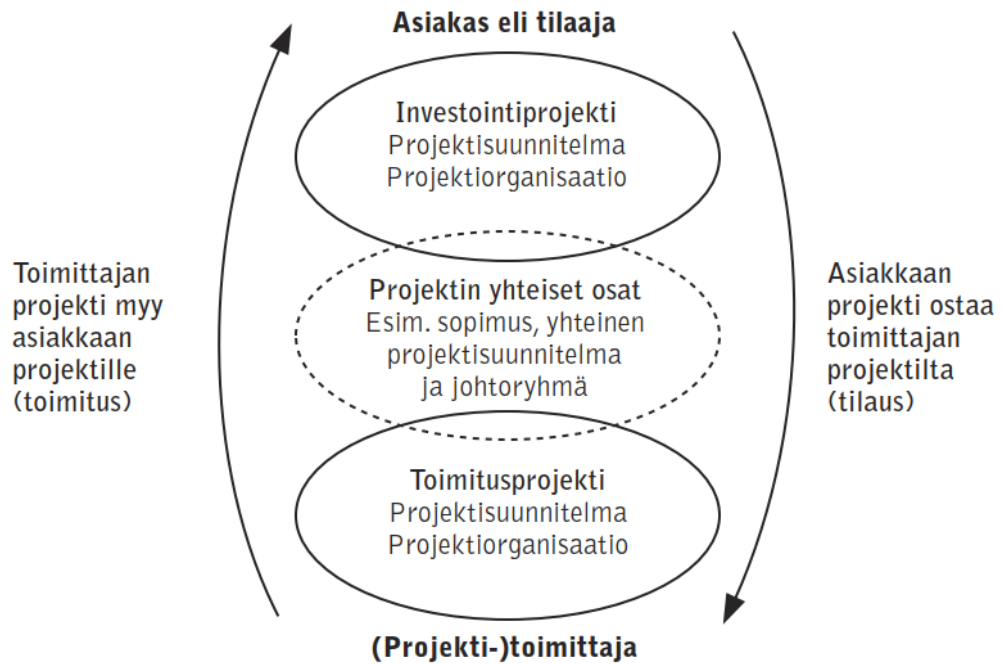 Asiakas eli tilaaja
Investointiprojekti
Projektisuunnitelma
Projektiorganisaatio
Toimittajan
projekti myy
asiakkaan
projektille
(toimitus)
Projektin yhteiset osat
Esim. sopimus, yhteinen
projektisuunnitelma
ja johtoryhmä
Asiakkaan
projekti ostaa
toimittajan
projektilta
(tilaus)
Toimitusprojekti
Projektisuunnitelma
Projektiorganisaatio
(Projekti-)toimittaja